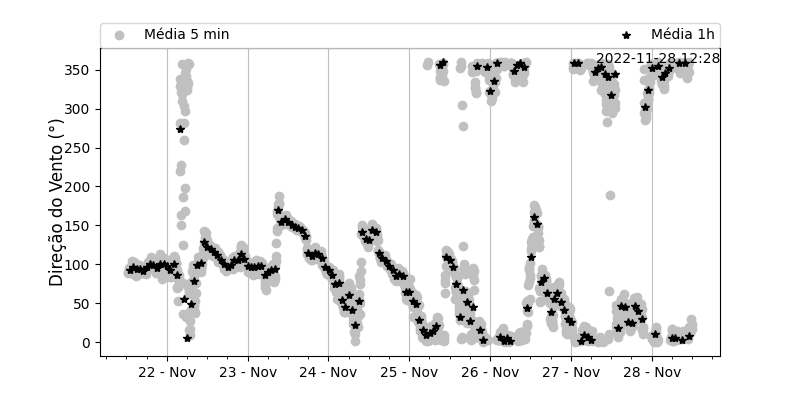 Média 5 min
Média 1h
2022-11-28 12:28
Direção do Vento (°)
350
300
250
200
150
100
50
0
22 - Nov
23 - Nov
24 - Nov
25 - Nov
26 - Nov
27 - Nov
28 - Nov